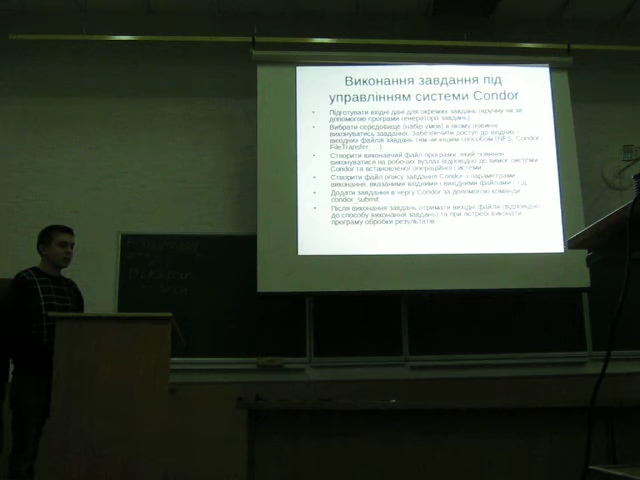 Виконання завдання під
управлінням системи Condor
Підготувати вхідні дані для окремих завдань (вручну чи за
допомогою програми генератора завдань)
Вибрати середовище (набір умов) в якому повинне
виконуватись завдання. Забезпечити доступ до вхідних і
вихідних файлів завдань тим чи іншим способом (NFS, Condor
FileTransfer, ...).
Створити виконавчий файл програми, який повинен
виконуватися на робочих вузлах відповідно до вимог системи
Condor та встановленої операційної системи
Створити файл опису завдання Condor з параметрами
виконання, вказаними вхідними і вихідними файлами і т.д.
Додати завдання в чергу Condor за допомогою команди
condor_submit
Після виконання завдань отримати вихідні файли (відповідно
до способу виконання завдань) та при потребі виконати
програму обробки результатів.